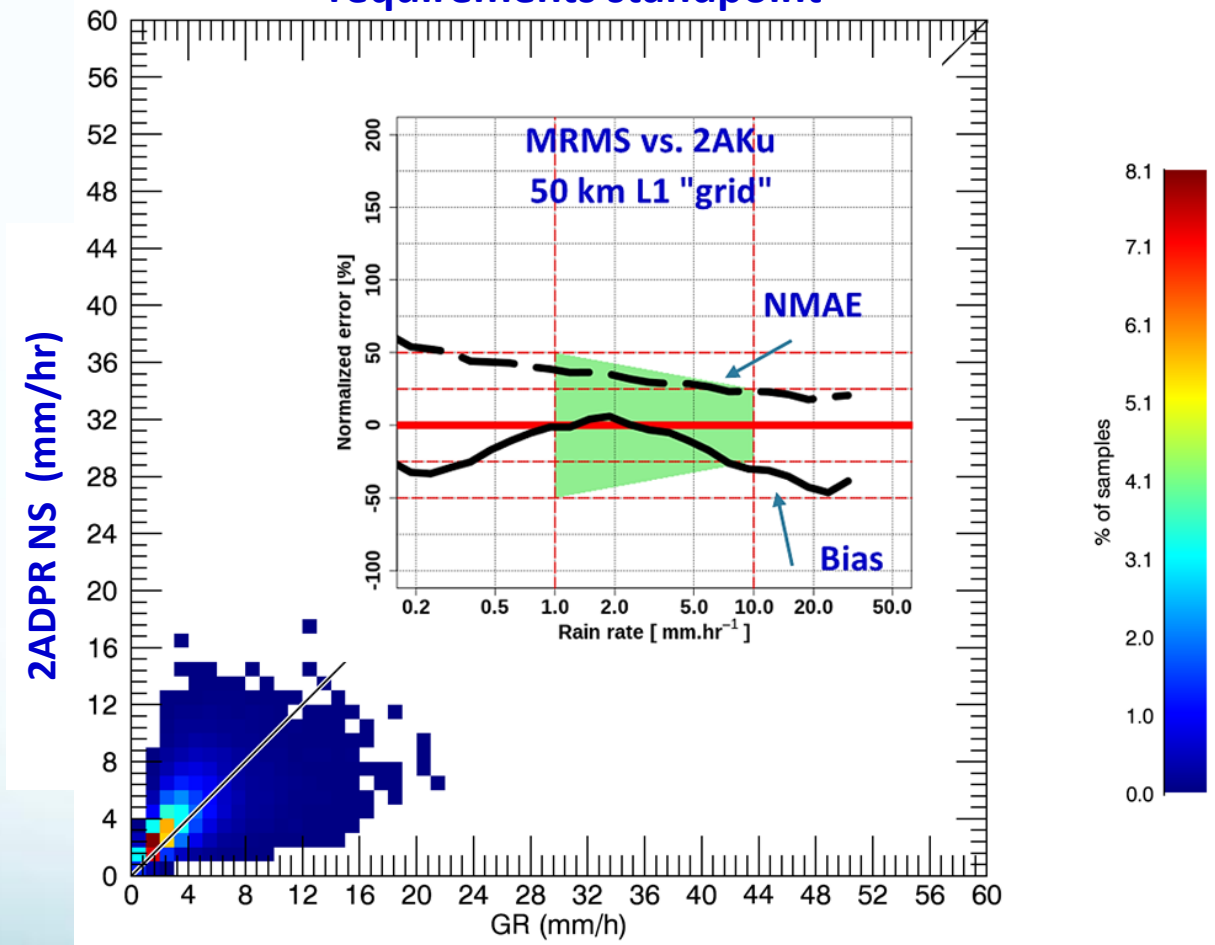 requirements standpoint
60
56
52
48
44
40
36
32
28
24
20
16
12
8
4
0
2ADPR NS (mm/hr)
0 4 8 12 16 20 24 28 32 36 40 44 48 52 56 60
GR (mm/h)
MRMS vs. 2AKu
50 km L1 "grid"
Normalized error [%]
200
150
100
50
0
-50
-100
NMAE
Bias
0.2 0.5 1.0 2.0 5.0 10.0 20.0 50.0
Rain rate [ mm.hr⁻¹ ]
% of samples
8.1
7.1
6.1
5.1
4.1
3.1
2.0
1.0
0.0